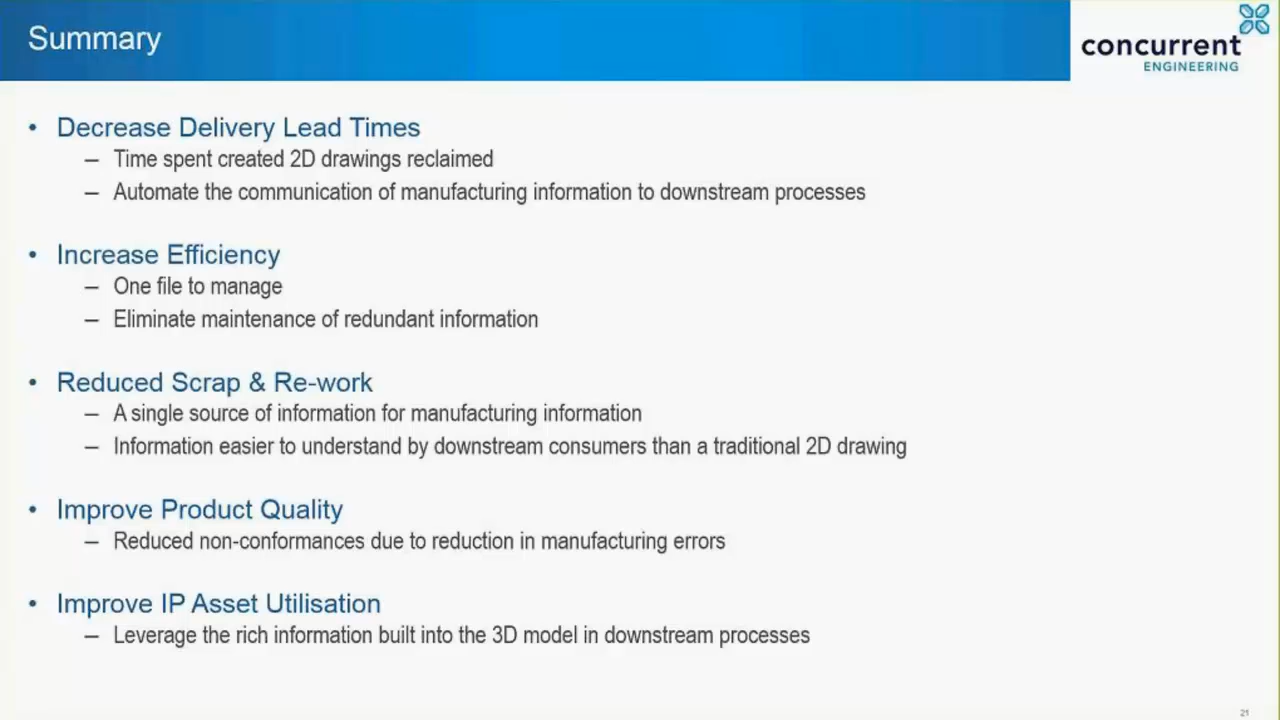 Summary
concurrent
ENGINEERING
• Decrease Delivery Lead Times
– Time spent created 2D drawings reclaimed
– Automate the communication of manufacturing information to downstream processes
• Increase Efficiency
– One file to manage
– Eliminate maintenance of redundant information
• Reduced Scrap & Re-work
– A single source of information for manufacturing information
– Information easier to understand by downstream consumers than a traditional 2D drawing
• Improve Product Quality
– Reduced non-conformances due to reduction in manufacturing errors
• Improve IP Asset Utilisation
– Leverage the rich information built into the 3D model in downstream processes
21